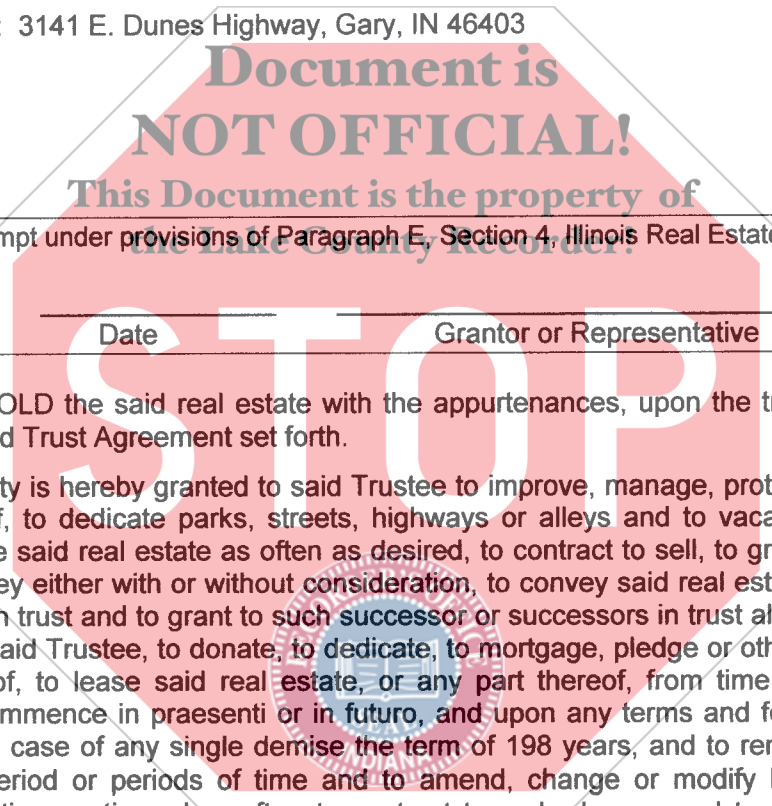 : 3141 E. Dunes Highway, Gary, IN 46403
Document is
NOT OFFICIAL!
This Document is the property of
the Lake County Recorder!
mpt under provisions of Paragraph E, Section 4, Illinois Real Estate
Date Grantor or Representative
STOP
OLD the said real estate with the appurtenances, upon the tr
d Trust Agreement set forth.
ty is hereby granted to said Trustee to improve, manage, prot
f, to dedicate parks, streets, highways or alleys and to vaca
e said real estate as often as desired, to contract to sell, to gr
ey either with or without consideration, to convey said real est
n trust and to grant to such successor or successors in trust al
aid Trustee, to donate, to dedicate, to mortgage, pledge or oth
of, to lease said real estate, or any part thereof, from time
mmence in praesenti or in futuro, and upon any terms and f
case of any single demise the term of 198 years, and to re
eriod or periods of time and to amend, change or modify
SEAL
INDIANA